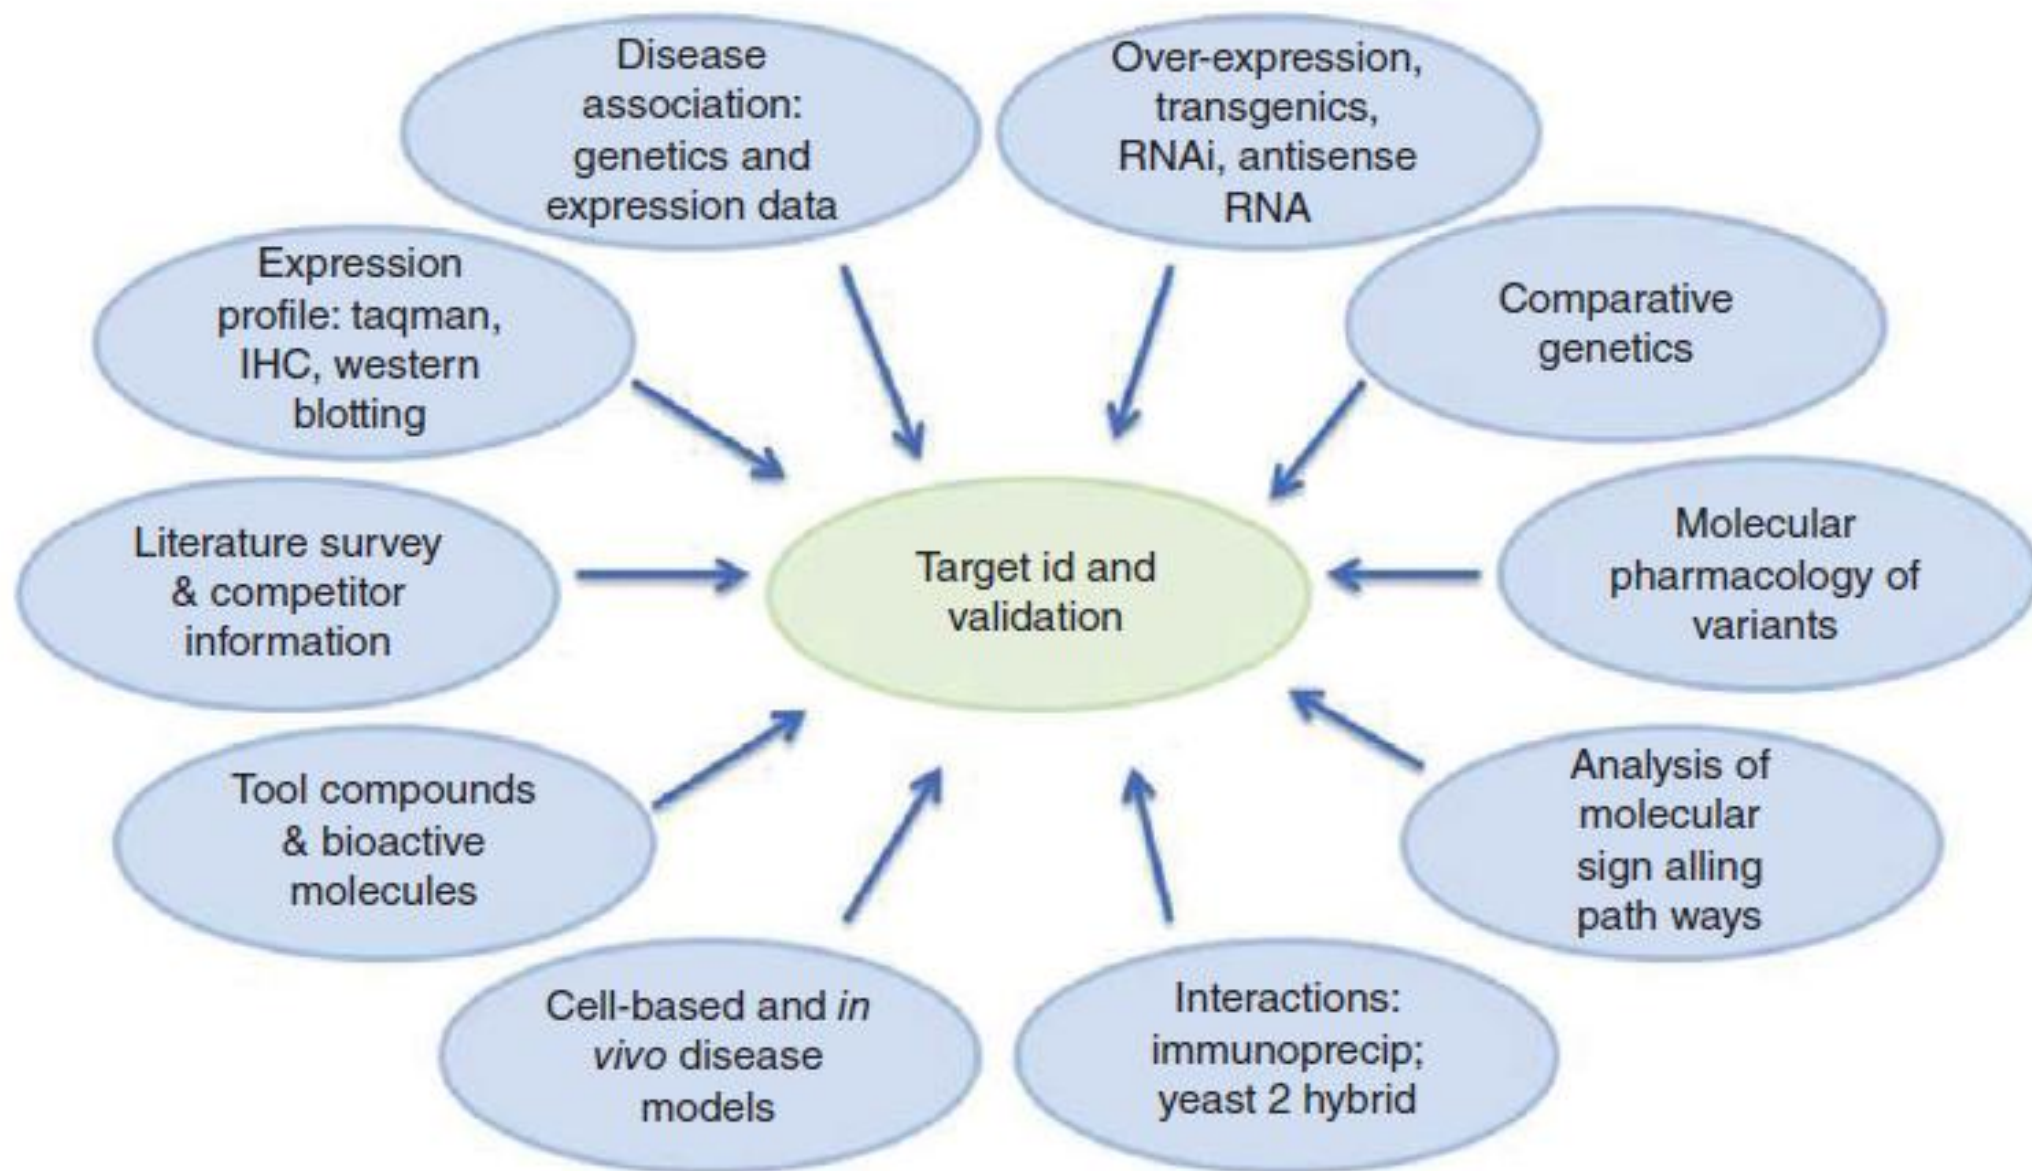 Disease
association:
genetics and
expression data
Over-expression,
transgenics,
RNAi, antisense
RNA
Expression
profile: taqman,
IHC, western
blotting
Comparative
genetics
Literature survey
& competitor
information
Target id and
validation
Molecular
pharmacology of
variants
Tool compounds
& bioactive
molecules
Analysis of
molecular
sign alling
path ways
Cell-based and in
vivo disease
models
Interactions:
immunoprecip;
yeast 2 hybrid